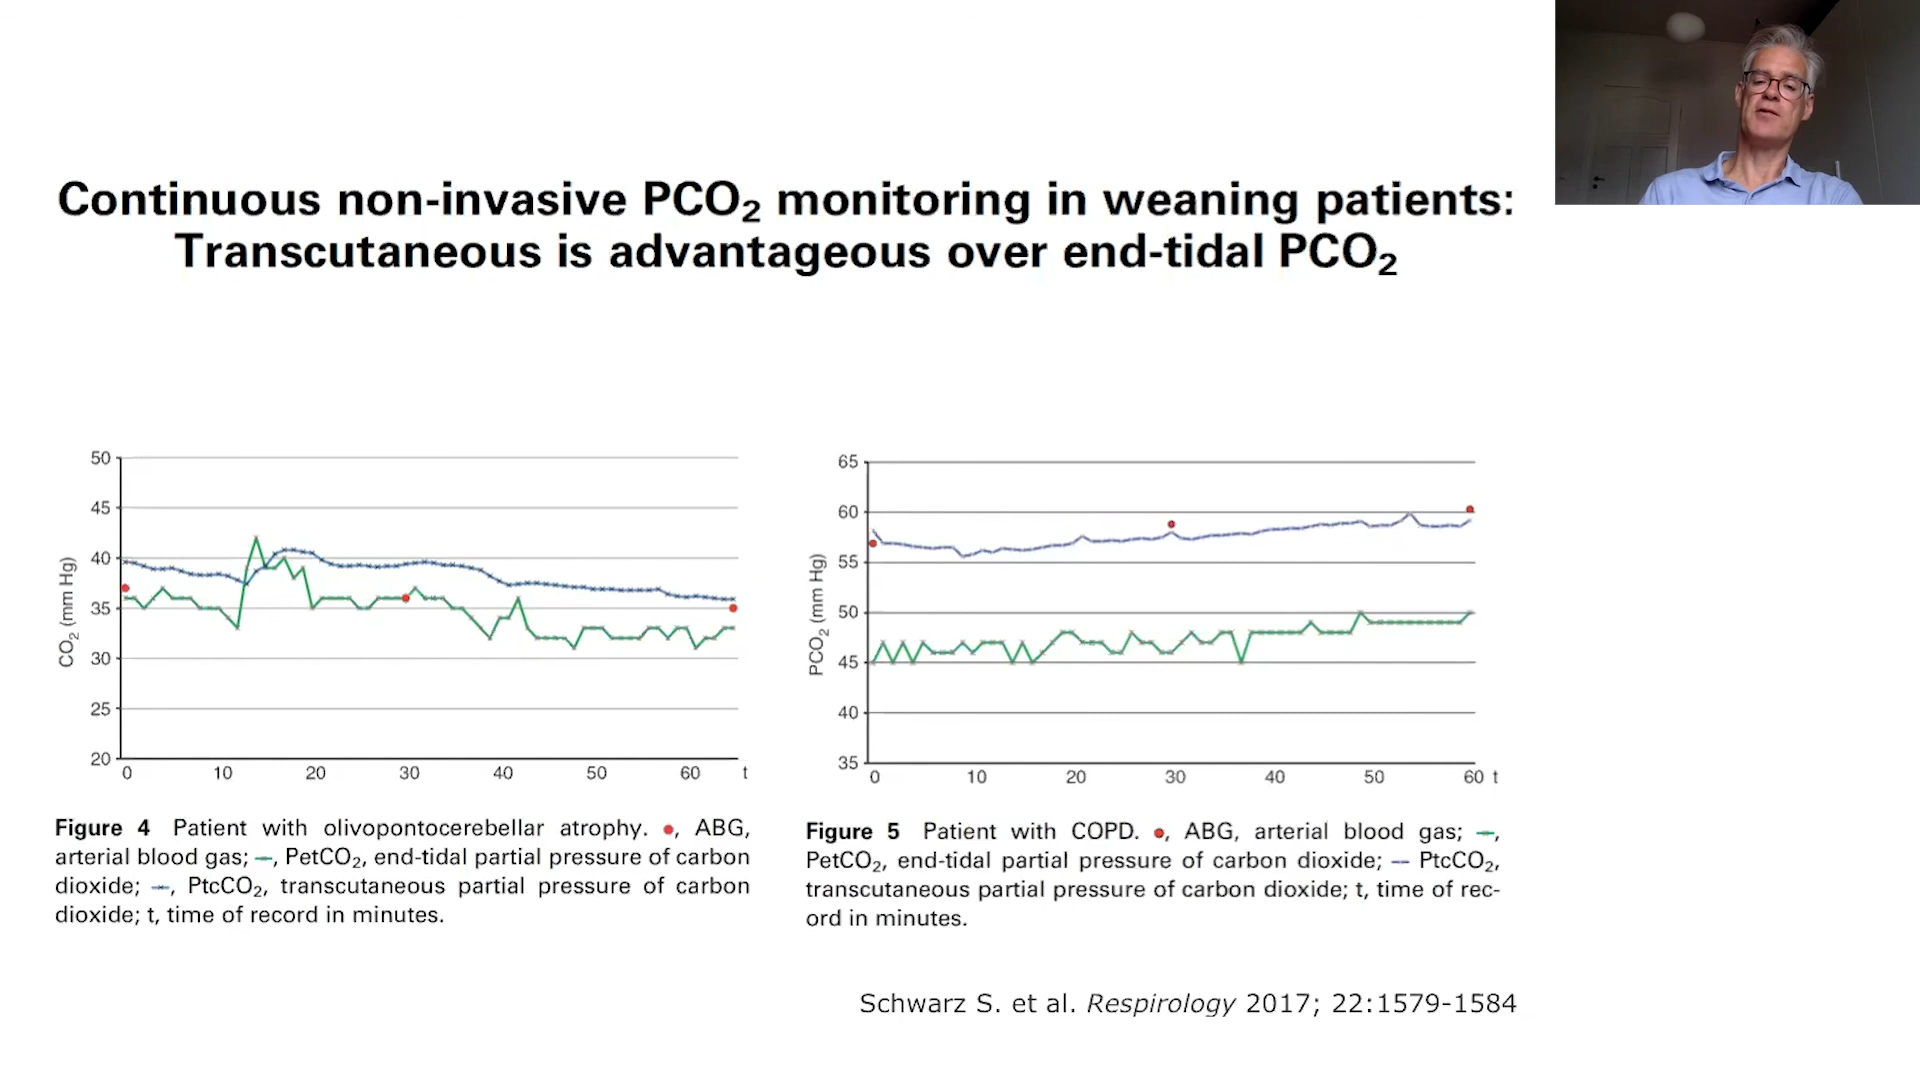 Continuous non-invasive PCO₂ monitoring in weaning patients:
Transcutaneous is advantageous over end-tidal PCO₂
50
45
40
35
30
25
20
CO₂ (mm Hg)
0 10 20 30 40 50 60 t
Figure 4 Patient with olivopontocerebellar atrophy. ●, ABG,
arterial blood gas; –, PetCO₂, end-tidal partial pressure of carbon
dioxide; –, PtcCO₂, transcutaneous partial pressure of carbon
dioxide; t, time of record in minutes.
65
60
55
50
45
40
35
PCO₂ (mm Hg)
0 10 20 30 40 50 60 t
Figure 5 Patient with COPD. ●, ABG, arterial blood gas; –,
PetCO₂, end-tidal partial pressure of carbon dioxide; – PtcCO₂,
transcutaneous partial pressure of carbon dioxide; t, time of rec-
ord in minutes.
Schwarz S. et al. Respirology 2017; 22:1579-1584